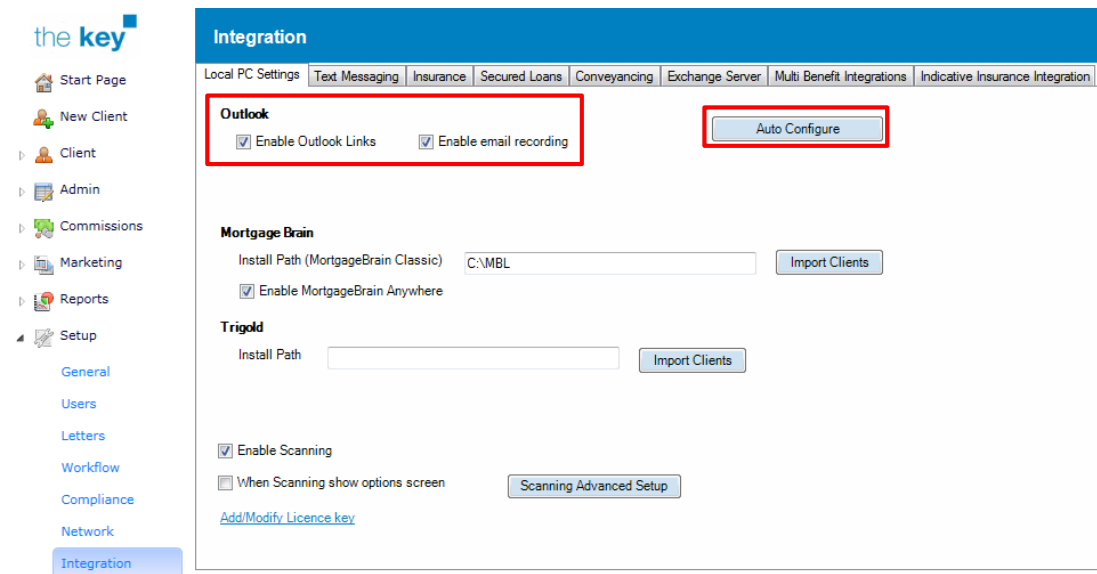 the key
Start Page
New Client
Client
Admin
Commissions
Marketing
Reports
Setup
General
Users
Letters
Workflow
Compliance
Network
Integration
Integration
Local PC Settings Text Messaging Insurance Secured Loans Conveyancing Exchange Server Multi Benefit Integrations Indicative Insurance Integration
Outlook
Enable Outlook Links Enable email recording
Auto Configure
Mortgage Brain
Install Path (MortgageBrain Classic) C:\MBL Import Clients
Enable MortgageBrain Anywhere
Trigold
Install Path Import Clients
Enable Scanning
When Scanning show options screen Scanning Advanced Setup
Add/Modify Licence key